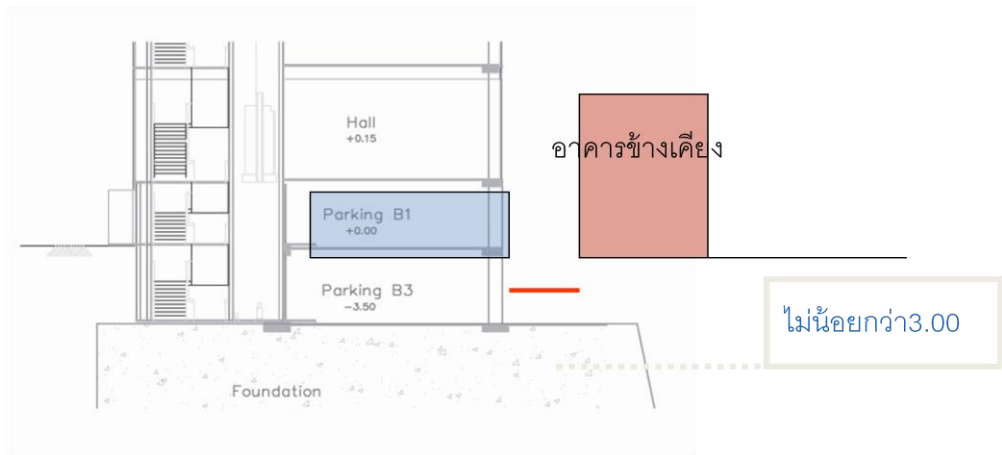 Hall
+0.15
อาคารข้างเคียง
Parking B1
+0.00
Parking B3
-3.50
ไม่น้อยกว่า3.00
Foundation